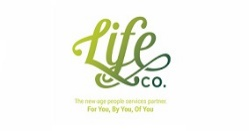 Life
co.
The new age people services partner.
For You, By You, Of You